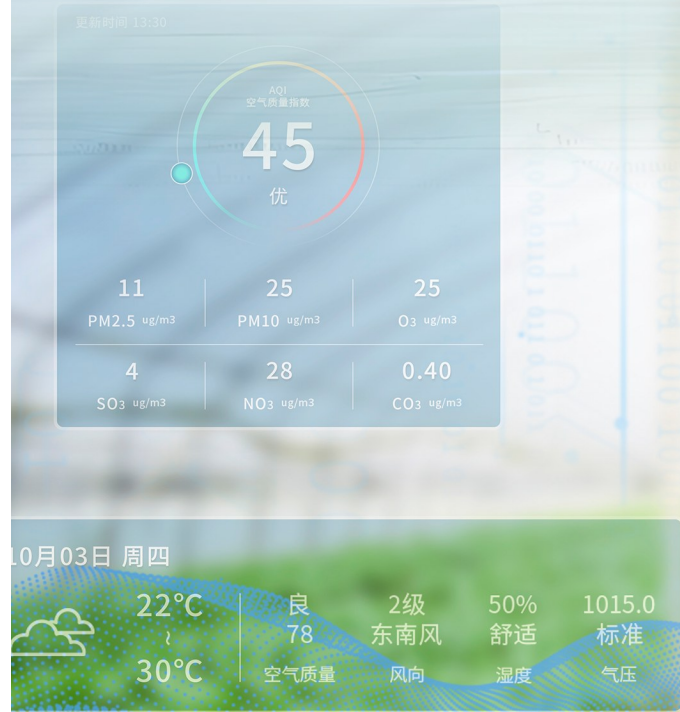 更新时间 13:30
AQI
空气质量指数
45
优
11 25 25
PM2.5 ug/m3 PM10 ug/m3 O3 ug/m3
4 28 0.40
SO3 ug/m3 NO3 ug/m3 CO3 ug/m3
10月03日 周四
22℃ ~ 30℃
良 2级 50% 1015.0
78 东南风 舒适 标准
空气质量 风向 湿度 气压